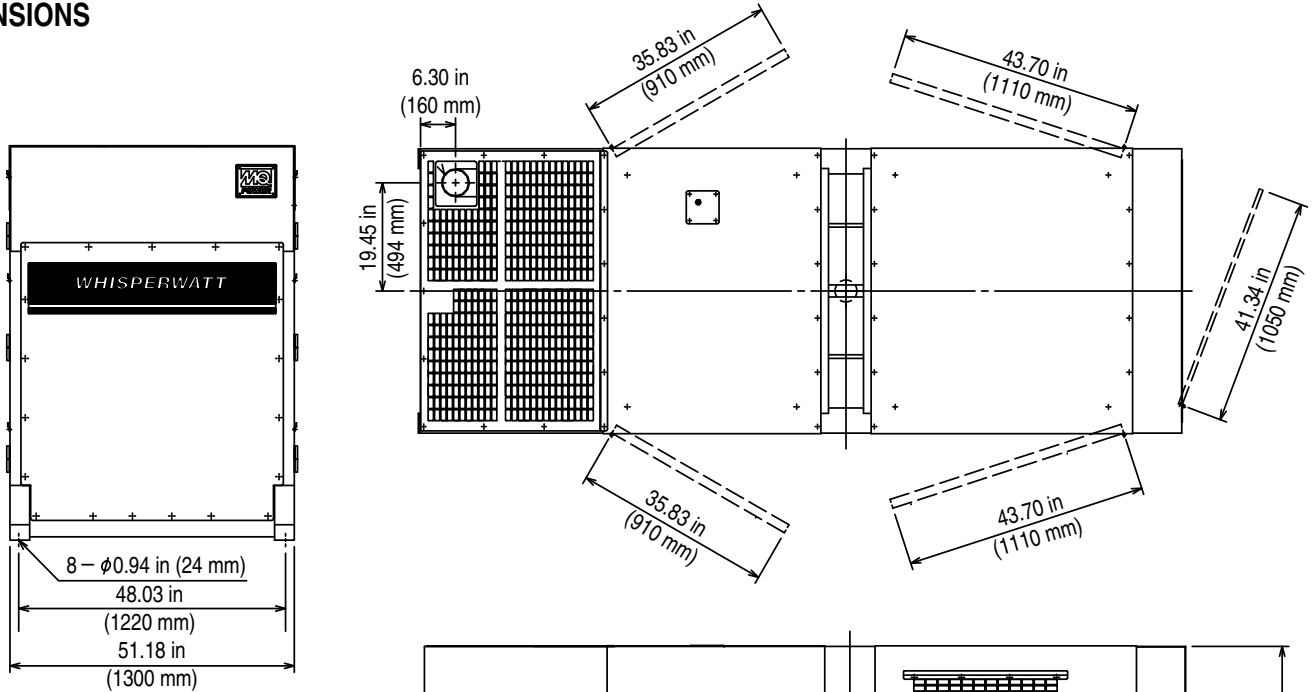 NSIONS
6.30 in
(160 mm)
35.83 in
(910 mm)
43.70 in
(1110 mm)
MQ
POWER
WHISPERWATT
19.45 in
(494 mm)
41.34 in
(1050 mm)
8 – φ0.94 in (24 mm)
48.03 in
(1220 mm)
51.18 in
(1300 mm)
35.83 in
(910 mm)
43.70 in
(1110 mm)